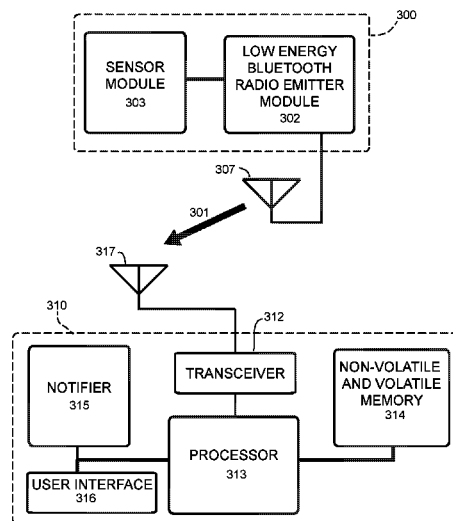 300
SENSOR
MODULE
303
LOW ENERGY
BLUETOOTH
RADIO EMITTER
MODULE
302
307
301
317
310
312
NOTIFIER
315
TRANSCEIVER
NON-VOLATILE
AND VOLATILE
MEMORY
314
PROCESSOR
313
USER INTERFACE
316